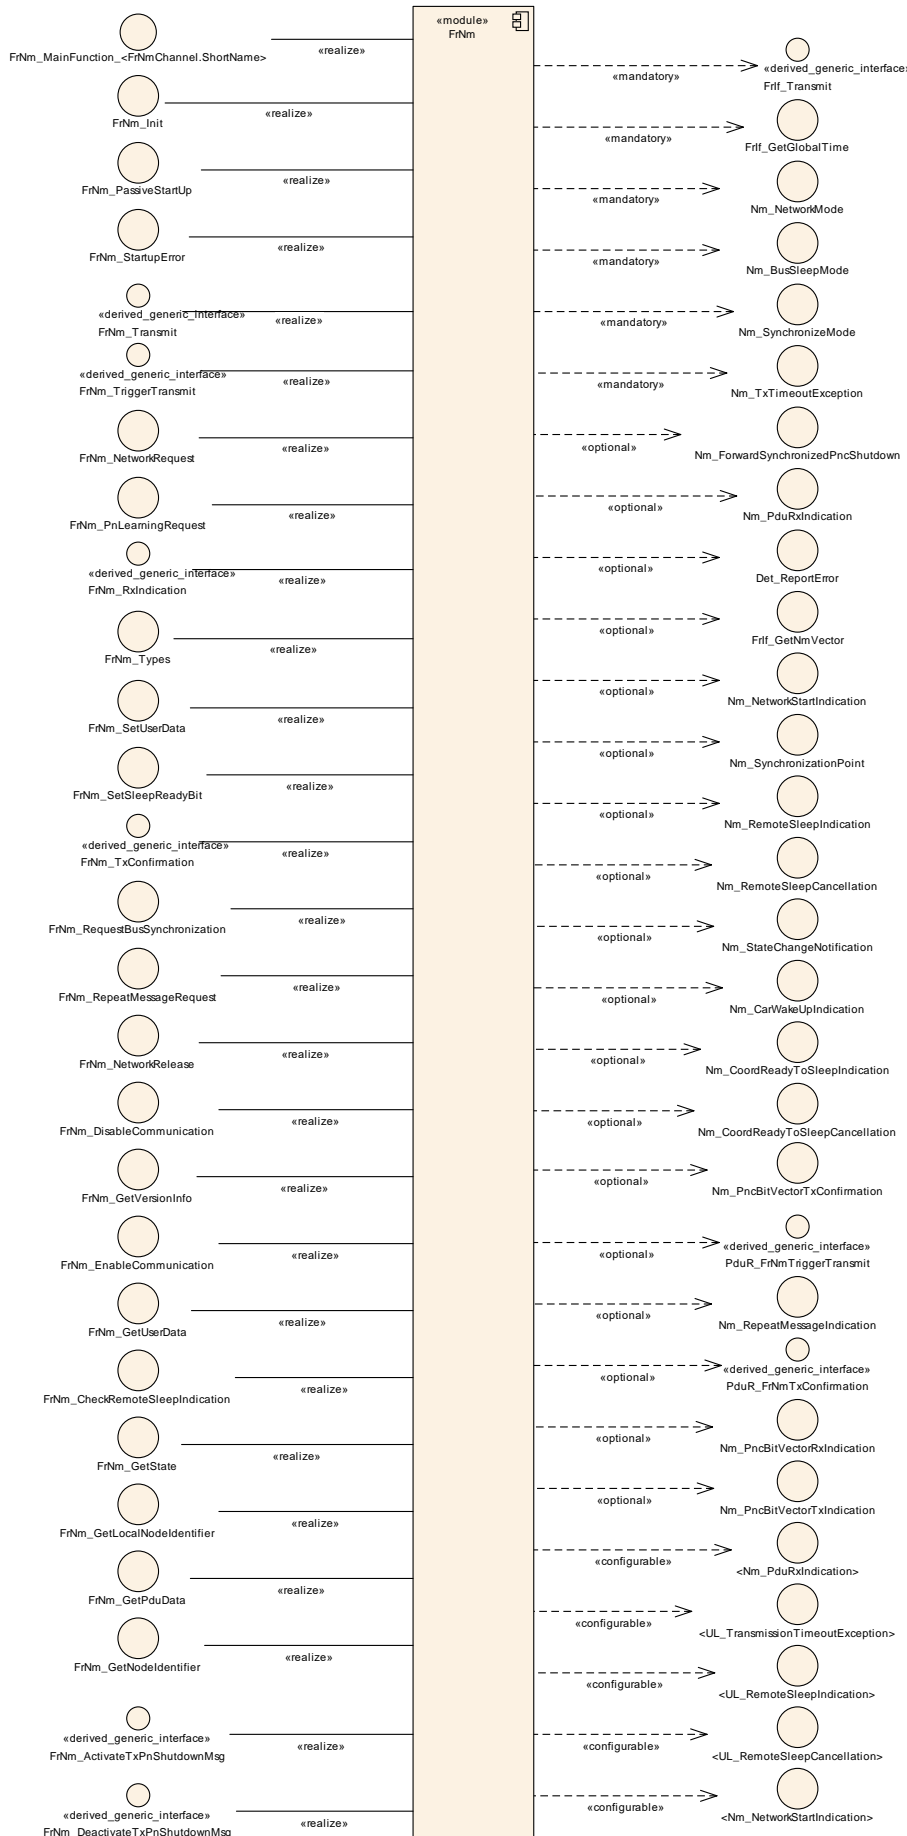 «module»
FrNm
FrNm_MainFunction_<FrNmChannel.ShortName>
«realize»
FrNm_Init
«realize»
FrNm_PassiveStartUp
«realize»
FrNm_StartupError
«realize»
«derived_generic_interface»
FrNm_Transmit
«realize»
«derived_generic_interface»
FrNm_TriggerTransmit
«realize»
FrNm_NetworkRequest
«realize»
FrNm_PnLearningRequest
«realize»
«derived_generic_interface»
FrNm_RxIndication
«realize»
FrNm_Types
«realize»
FrNm_SetUserData
«realize»
FrNm_SetSleepReadyBit
«realize»
«derived_generic_interface»
FrNm_TxConfirmation
«realize»
FrNm_RequestBusSynchronization
«realize»
FrNm_RepeatMessageRequest
«realize»
FrNm_NetworkRelease
«realize»
FrNm_DisableCommunication
«realize»
FrNm_GetVersionInfo
«realize»
FrNm_EnableCommunication
«realize»
FrNm_GetUserData
«realize»
FrNm_CheckRemoteSleepIndication
«realize»
FrNm_GetState
«realize»
FrNm_GetLocalNodeIdentifier
«realize»
FrNm_GetPduData
«realize»
FrNm_GetNodeIdentifier
«realize»
«derived_generic_interface»
FrNm_ActivateTxPnShutdownMsg
«realize»
«derived_generic_interface»
FrNm_DeactivateTxPnShutdownMsg
«realize»
«mandatory»
«derived_generic_interface»
FrIf_Transmit
«mandatory»
FrIf_GetGlobalTime
«mandatory»
Nm_NetworkMode
«mandatory»
Nm_BusSleepMode
«mandatory»
Nm_SynchronizeMode
«mandatory»
Nm_TxTimeoutException
«optional»
Nm_ForwardSynchronizedPncShutdown
«optional»
Nm_PduRxIndication
«optional»
Det_ReportError
«optional»
FrIf_GetNmVector
«optional»
Nm_NetworkStartIndication
«optional»
Nm_SynchronizationPoint
«optional»
Nm_RemoteSleepIndication
«optional»
Nm_RemoteSleepCancellation
«optional»
Nm_StateChangeNotification
«optional»
Nm_CarWakeUpIndication
«optional»
Nm_CoordReadyToSleepIndication
«optional»
Nm_CoordReadyToSleepCancellation
«optional»
Nm_PncBitVectorTxConfirmation
«optional»
«derived_generic_interface»
PduR_FrNmTriggerTransmit
«optional»
Nm_RepeatMessageIndication
«optional»
«derived_generic_interface»
PduR_FrNmTxConfirmation
«optional»
Nm_PncBitVectorRxIndication
«optional»
Nm_PncBitVectorTxIndication
«configurable»
<Nm_PduRxIndication>
«configurable»
<UL_TransmissionTimeoutException>
«configurable»
<UL_RemoteSleepIndication>
«configurable»
<UL_RemoteSleepCancellation>
«configurable»
<Nm_NetworkStartIndication>